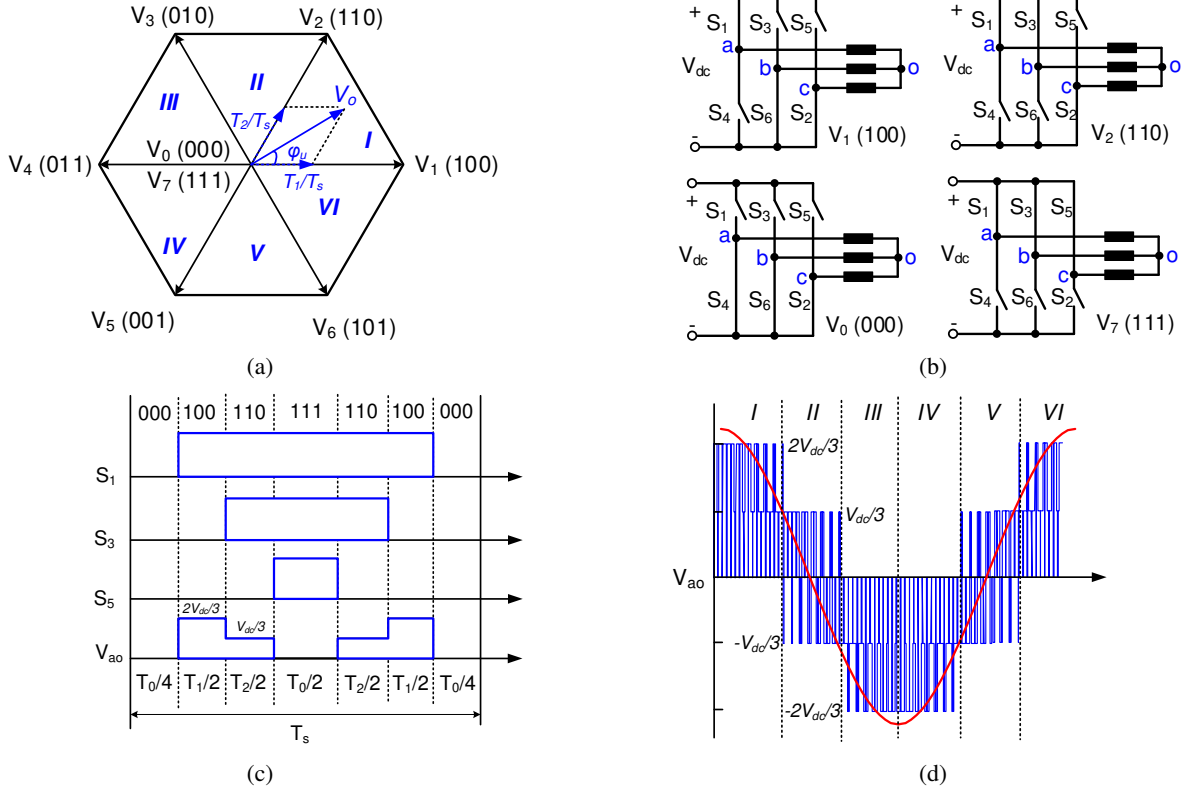 V3 (010)
V2 (110)
II
III
Vo
T2/Ts
I
V0 (000)
φu
V4 (011)
V1 (100)
V7 (111)
T1/Ts
VI
IV
V
V5 (001)
V6 (101)
(a)
+
S1
S3
S5
a
Vdc
b
o
c
S4
S6
S2
-
V1 (100)
+
S1
S3
S5
a
Vdc
b
o
c
S4
S6
S2
-
V2 (110)
+
S1
S3
S5
a
Vdc
b
o
c
S4
S6
S2
-
V0 (000)
+
S1
S3
S5
a
Vdc
b
o
c
S4
S6
S2
-
V7 (111)
(b)
000 100 110 111 110 100 000
S1
S3
S5
2Vdc/3
Vdc/3
Vao
T0/4 T1/2 T2/2 T0/2 T2/2 T1/2 T0/4
Ts
(c)
I II III IV V VI
2Vdc/3
Vdc/3
Vao
-Vdc/3
-2Vdc/3
(d)